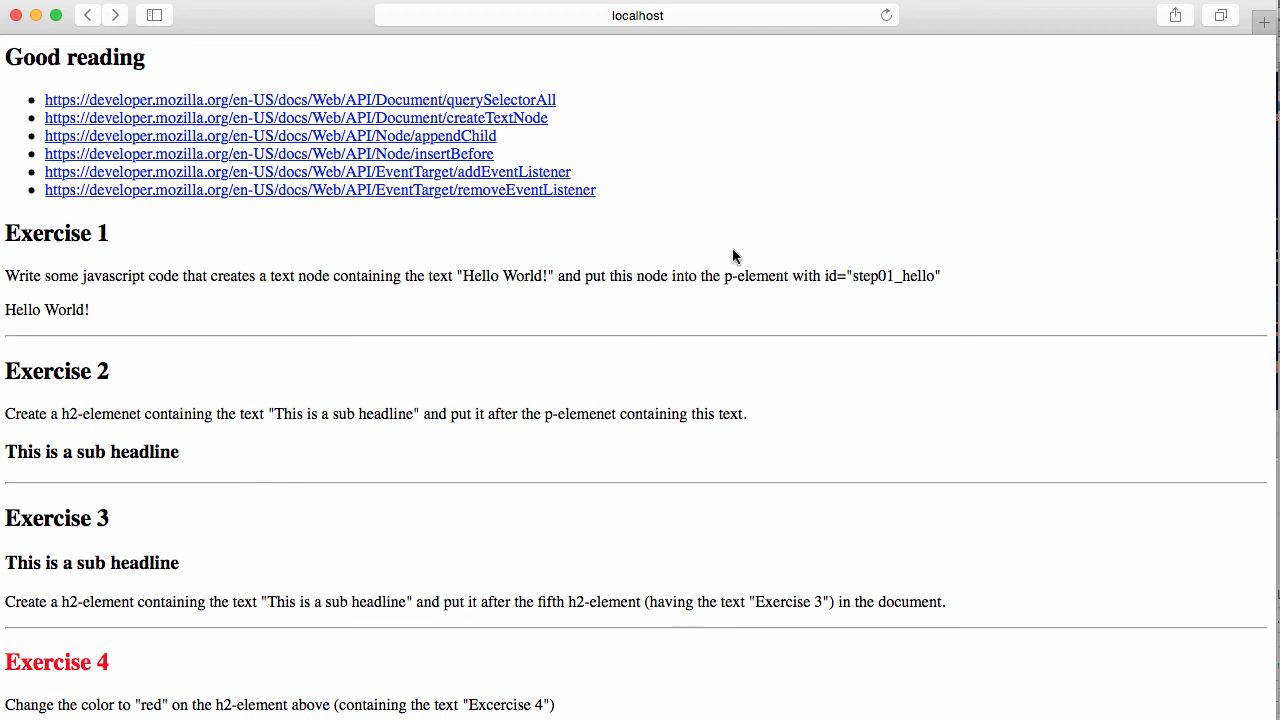 localhost
Good reading
https://developer.mozilla.org/en-US/docs/Web/API/Document/querySelectorAll
https://developer.mozilla.org/en-US/docs/Web/API/Document/createTextNode
https://developer.mozilla.org/en-US/docs/Web/API/Node/appendChild
https://developer.mozilla.org/en-US/docs/Web/API/Node/insertBefore
https://developer.mozilla.org/en-US/docs/Web/API/EventTarget/addEventListener
https://developer.mozilla.org/en-US/docs/Web/API/EventTarget/removeEventListener
Exercise 1
Write some javascript code that creates a text node containing the text "Hello World!" and put this node into the p-element with id="step01_hello"
Hello World!
Exercise 2
Create a h2-elemenet containing the text "This is a sub headline" and put it after the p-elemenet containing this text.
This is a sub headline
Exercise 3
This is a sub headline
Create a h2-element containing the text "This is a sub headline" and put it after the fifth h2-element (having the text "Exercise 3") in the document.
Exercise 4
Change the color to "red" on the h2-element above (containing the text "Excercise 4")